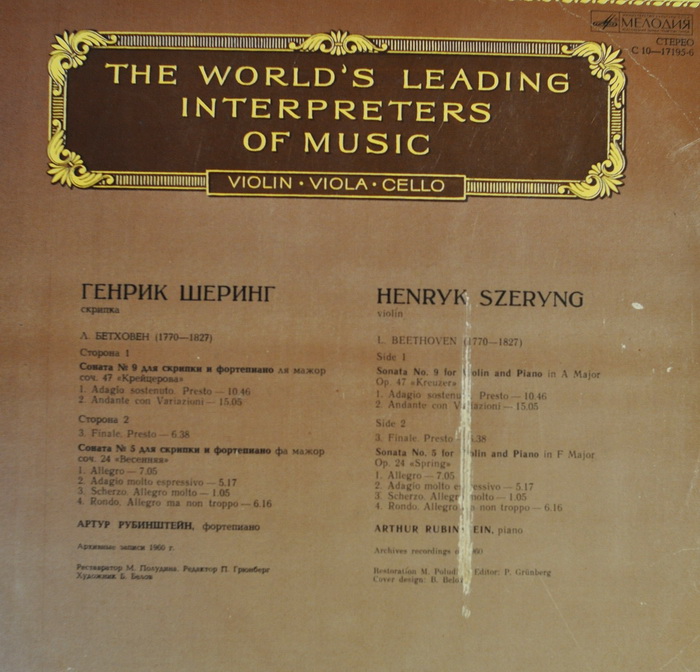 МЕЛОДИЯ
СТЕРЕО
С 10—17195-6
THE WORLD'S LEADING
INTERPRETERS
OF MUSIC
VIOLIN · VIOLA · CELLO
ГЕНРИК ШЕРИНГ
скрипка
Л. БЕТХОВЕН (1770—1827)
Сторона 1
Соната № 9 для скрипки и фортепиано ля мажор
соч. 47 «Крейцерова»
1. Adagio sostenuto. Presto — 10.46
2. Andante con Variazioni — 15.05
Сторона 2
3. Finale. Presto — 6.38
Соната № 5 для скрипки и фортепиано фа мажор
соч. 24 «Весенняя»
1. Allegro — 7.05
2. Adagio molto espressivo — 5.17
3. Scherzo. Allegro molto — 1.05
4. Rondo. Allegro ma non troppo — 6.16
АРТУР РУБИНШТЕЙН, фортепиано
Архивные записи 1960 г.
Реставратор М. Полудина. Редактор П. Грюнберг
Художник Б. Белов
HENRYK SZERYNG
violin
L. BEETHOVEN (1770—1827)
Side 1
Sonata No. 9 for Violin and Piano in A Major
Op. 47 «Kreuzer»
1. Adagio sostenuto. Presto — 10.46
2. Andante con Variazioni — 15.05
Side 2
3. Finale. Presto — 6.38
Sonata No. 5 for Violin and Piano in F Major
Op. 24 «Spring»
1. Allegro — 7.05
2. Adagio molto espressivo — 5.17
3. Scherzo. Allegro molto — 1.05
4. Rondo. Allegro non troppo — 6.16
ARTHUR RUBINSTEIN, piano
Archives recordings
Restoration M. Editor: P. Grünberg
Cover design: B.